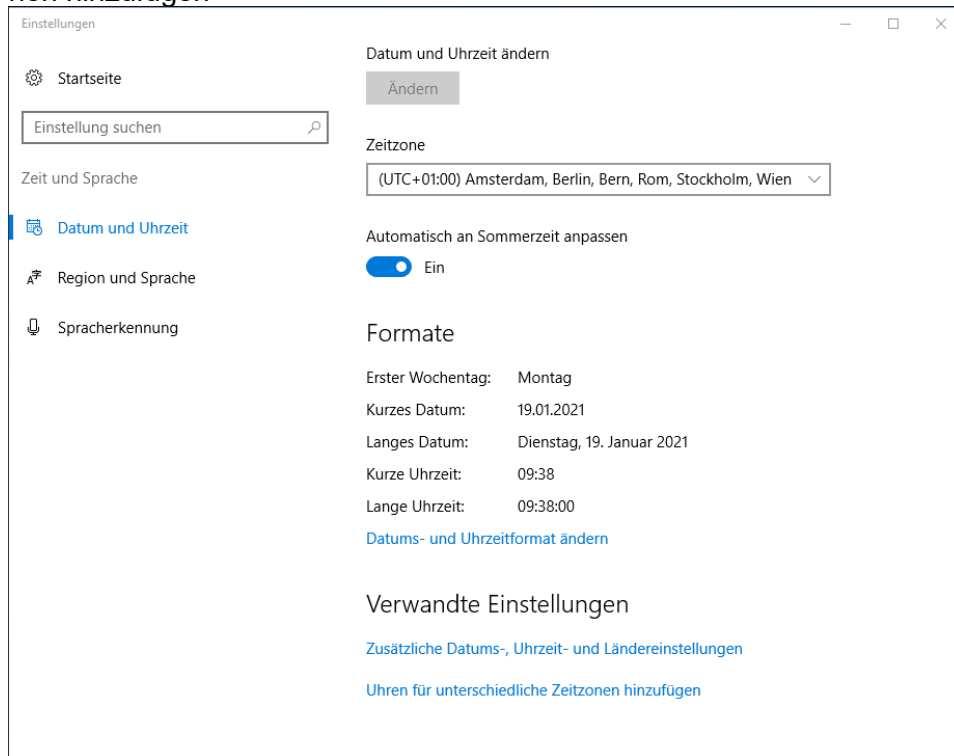 nen hinzufügen
Einstellungen
Startseite
Einstellung suchen
Zeit und Sprache
Datum und Uhrzeit
Region und Sprache
Spracherkennung
Datum und Uhrzeit ändern
Ändern
Zeitzone
(UTC+01:00) Amsterdam, Berlin, Bern, Rom, Stockholm, Wien
Automatisch an Sommerzeit anpassen
Ein
Formate
Erster Wochentag: Montag
Kurzes Datum: 19.01.2021
Langes Datum: Dienstag, 19. Januar 2021
Kurze Uhrzeit: 09:38
Lange Uhrzeit: 09:38:00
Datums- und Uhrzeitformat ändern
Verwandte Einstellungen
Zusätzliche Datums-, Uhrzeit- und Ländereinstellungen
Uhren für unterschiedliche Zeitzonen hinzufügen